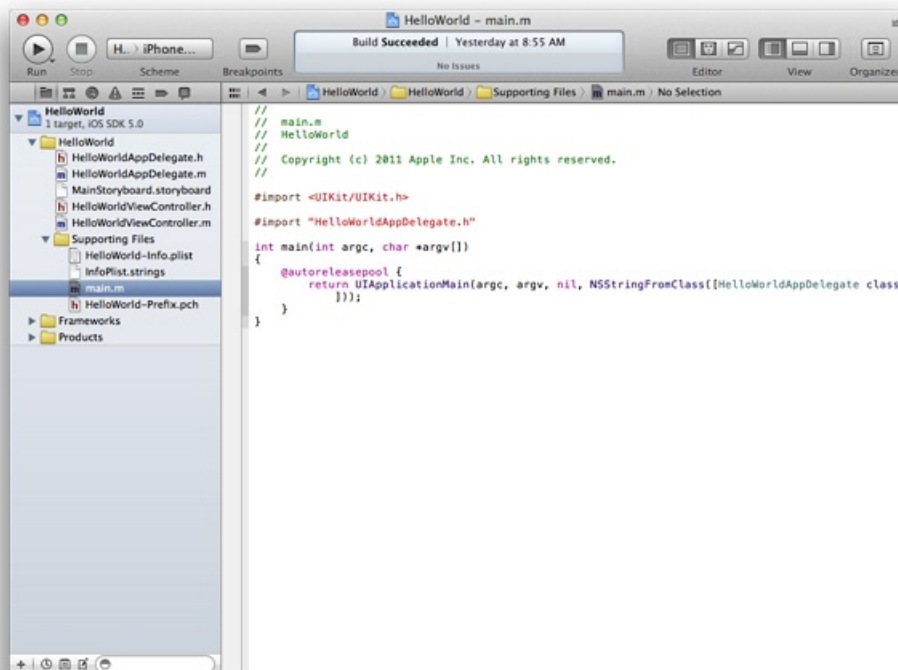 HelloWorld – main.m
H.. iPhone...
Build Succeeded | Yesterday at 8:55 AM
No Issues
Run Stop Scheme Breakpoints Editor View Organizer
HelloWorld HelloWorld Supporting Files main.m No Selection
HelloWorld
1 target, iOS SDK 5.0
HelloWorld
HelloWorldAppDelegate.h
HelloWorldAppDelegate.m
MainStoryboard.storyboard
HelloWorldViewController.h
HelloWorldViewController.m
Supporting Files
HelloWorld-Info.plist
InfoPlist.strings
main.m
HelloWorld-Prefix.pch
Frameworks
Products
//
// main.m
// HelloWorld
//
// Copyright (c) 2011 Apple Inc. All rights reserved.
//
#import <UIKit/UIKit.h>
#import "HelloWorldAppDelegate.h"
int main(int argc, char *argv[])
{
@autoreleasepool {
return UIApplicationMain(argc, argv, nil, NSStringFromClass([HelloWorldAppDelegate class
]));
}
}